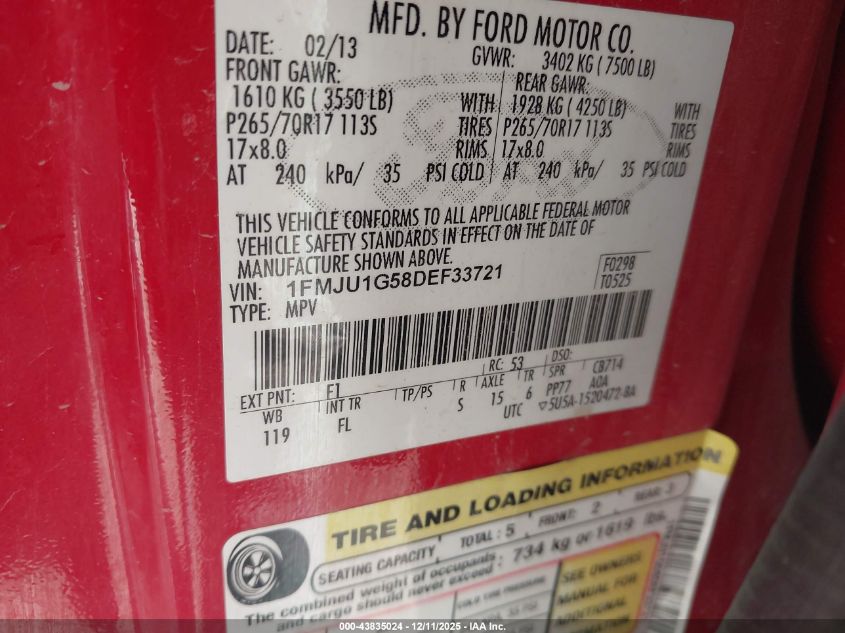 MFD. BY FORD MOTOR CO.
DATE: 02/13 GVWR: 3402 KG ( 7500 LB)
FRONT GAWR: REAR GAWR:
1610 KG ( 3550 LB) WITH 1928 KG ( 4250 LB) WITH
P265/70R17 113S TIRES P265/70R17 113S TIRES
17x8.0 RIMS 17x8.0 RIMS
AT 240 kPa/ 35 PSI COLD AT 240 kPa/ 35 PSI COLD
THIS VEHICLE CONFORMS TO ALL APPLICABLE FEDERAL MOTOR
VEHICLE SAFETY STANDARDS IN EFFECT ON THE DATE OF
MANUFACTURE SHOWN ABOVE.
VIN: 1FMJU1G58DEF33721 F0298
TYPE: MPV T0525
RC: 53 DSO:
EXT PNT: F1 CB714
WB INT TR TP/PS R AXLE TR SPR AOA
119 FL S 15 6 PP77
UTC ▽5U5A-1520472-BA
TIRE AND LOADING INFORMATION
SEATING CAPACITY TOTAL: 5 FRONT: 2 REAR: 3
The combined weight of occupants
and cargo should never exceed: 734 kg or 1619 lbs.
SEE OWNERS
MANUAL FOR
ADDITIONAL
INFORMATION
000-43835024 - 12/11/2025 - IAA Inc.